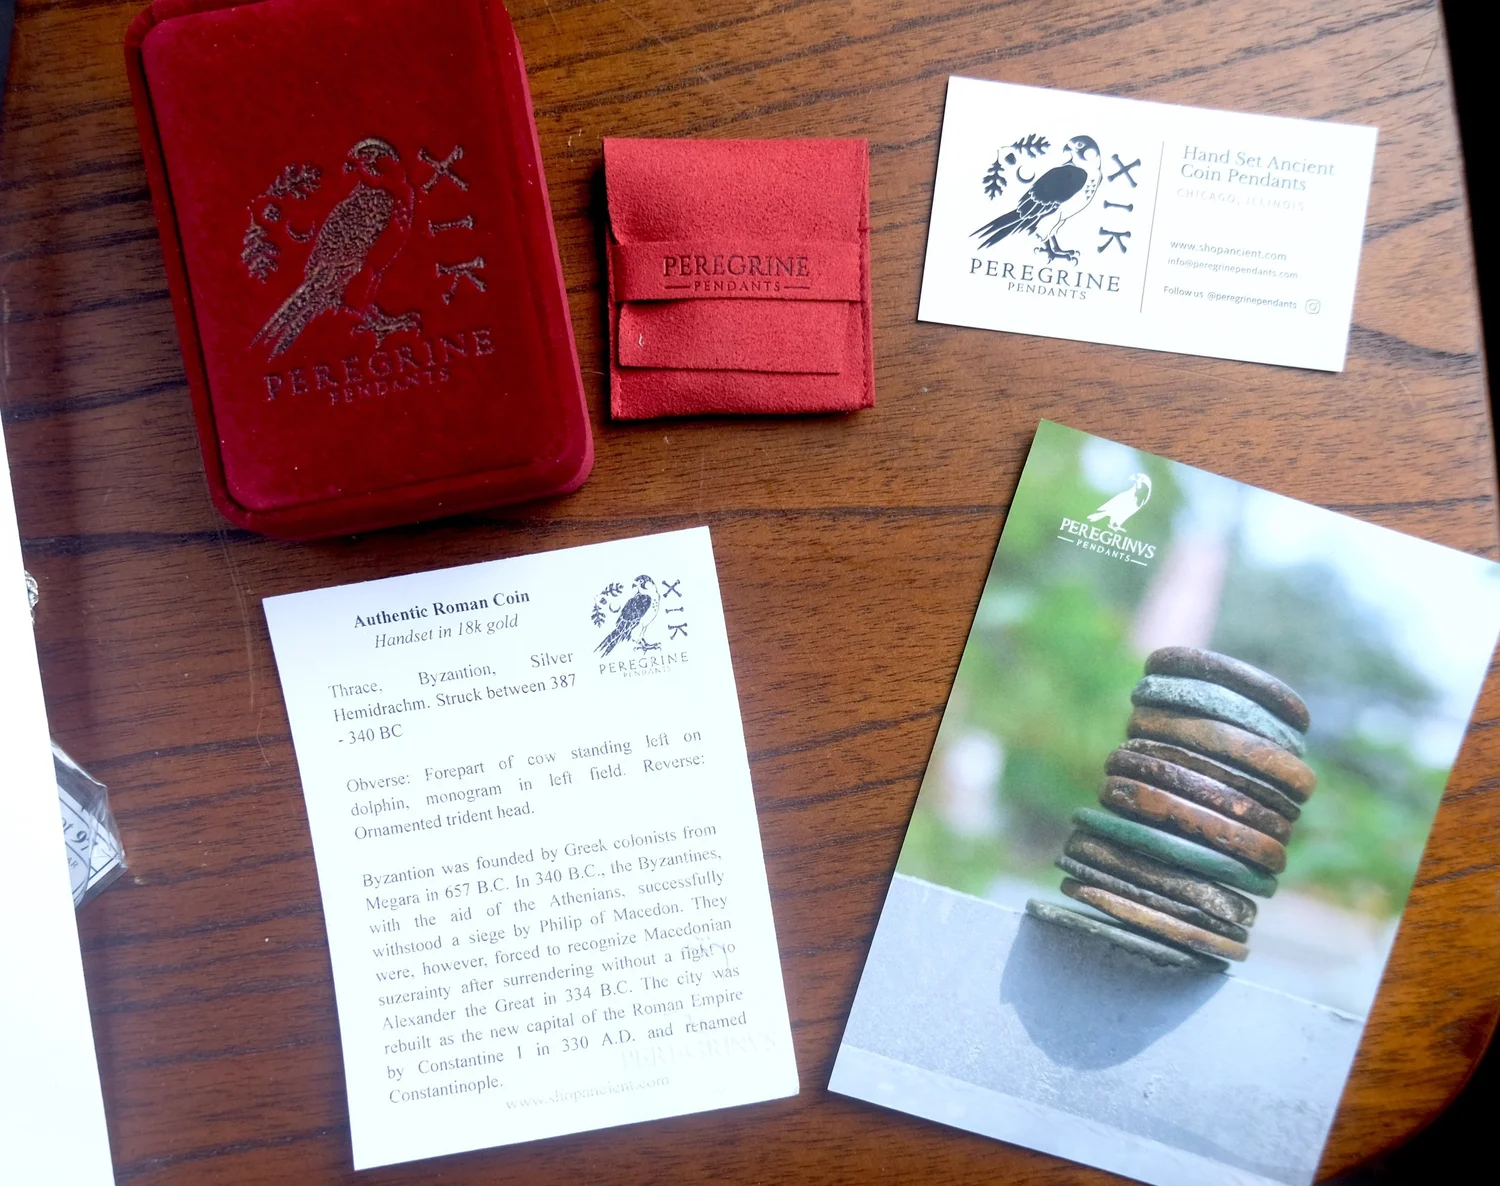 XIK
PEREGRINE
PENDANTS
PEREGRINE
PENDANTS
XIK
PEREGRINE
PENDANTS
Hand Set Ancient
Coin Pendants
CHICAGO, ILLINOIS
www.shopancient.com
info@peregrinependants.com
Follow us @peregrinependants
PEREGRINVS
PENDANTS
Authentic Roman Coin
Handset in 18k gold
XIK
PEREGRINE
PENDANTS
Thrace, Byzantion, Silver
Hemidrachm. Struck between 387
- 340 BC
Obverse: Forepart of cow standing left on
dolphin, monogram in left field. Reverse:
Ornamented trident head.
Byzantion was founded by Greek colonists from
Megara in 657 B.C. In 340 B.C., the Byzantines,
with the aid of the Athenians, successfully
withstood a siege by Philip of Macedon. They
were, however, forced to recognize Macedonian
suzerainty after surrendering without a fight to
Alexander the Great in 334 B.C. The city was
rebuilt as the new capital of the Roman Empire
by Constantine I in 330 A.D. and renamed
Constantinople.
PEREGRINVS
www.shopancient.com